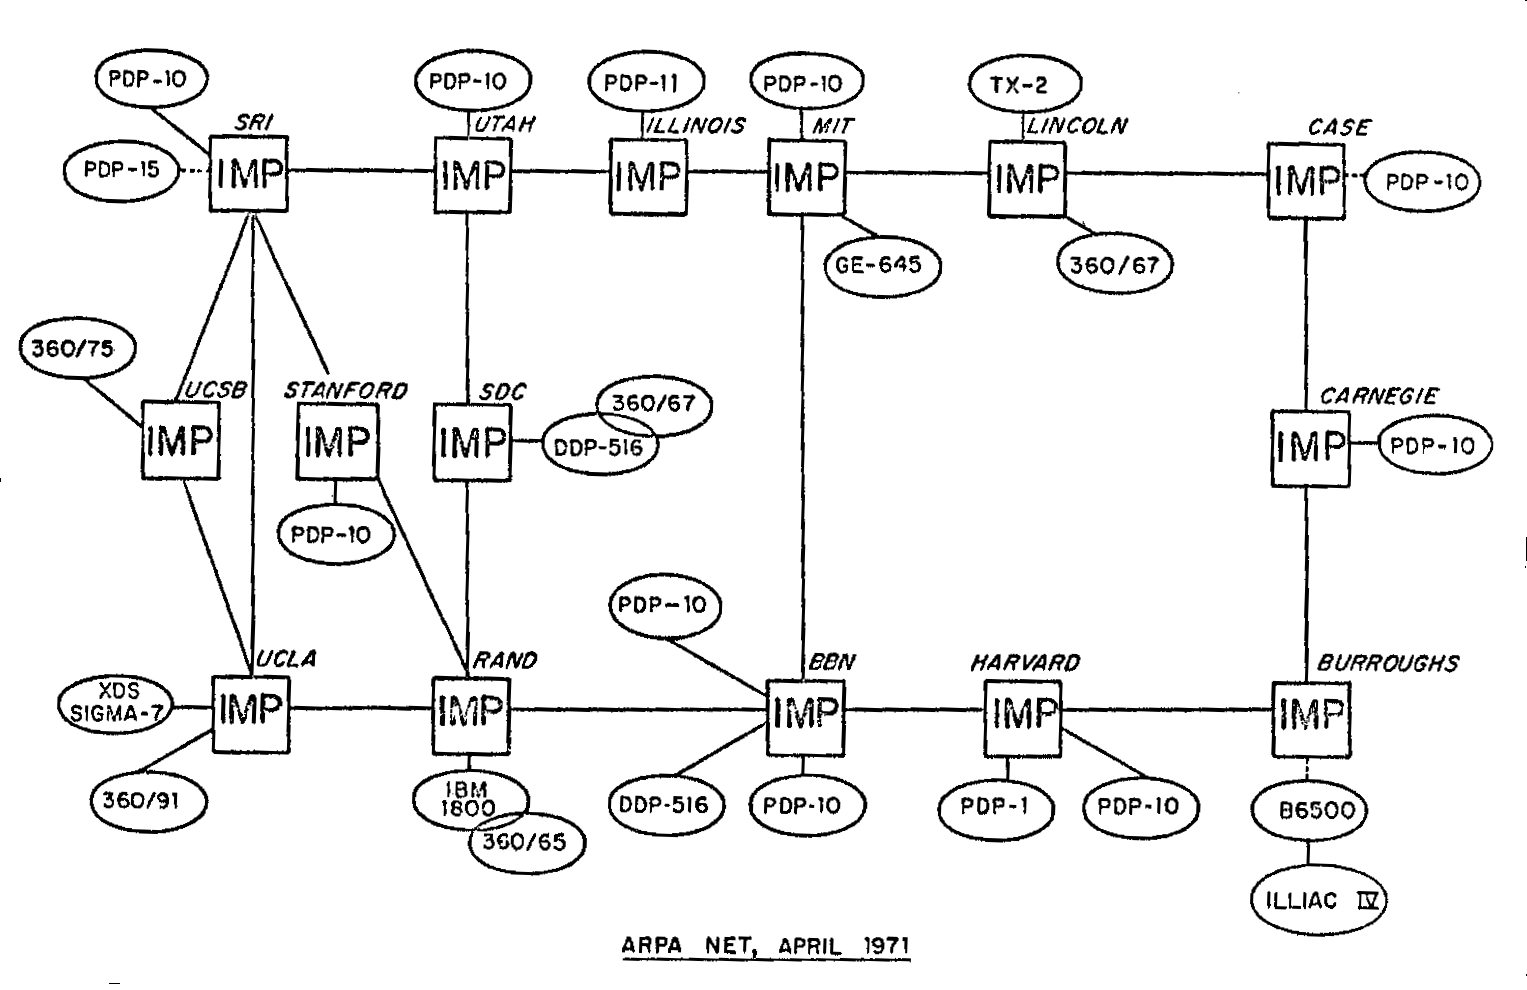 PDP-10
PDP-10
PDP-11
PDP-10
TX-2
SRI
UTAH
ILLINOIS
MIT
LINCOLN
CASE
PDP-15
IMP
IMP
IMP
IMP
IMP
IMP
PDP-10
GE-645
360/67
360/75
UCSB
STANFORD
SDC
360/67
CARNEGIE
IMP
IMP
IMP
DDP-516
IMP
PDP-10
PDP-10
PDP-10
UCLA
RAND
BBN
HARVARD
BURROUGHS
XDS
SIGMA-7
IMP
IMP
IMP
IMP
IMP
360/91
IBM
1800
360/65
DDP-516
PDP-10
PDP-1
PDP-10
B6500
ILLIAC IV
ARPA NET, APRIL 1971